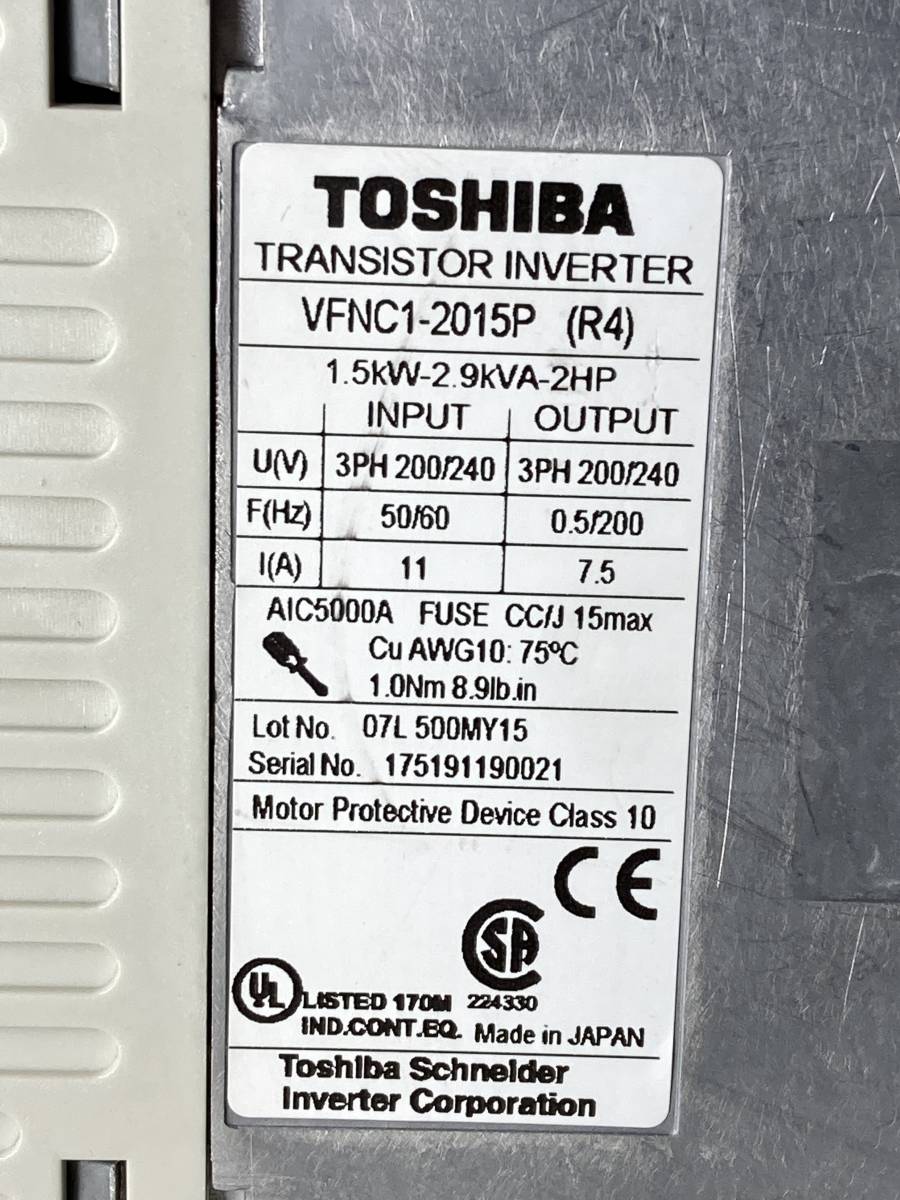 TOSHIBA
TRANSISTOR INVERTER
VFNC1-2015P (R4)
1.5kW-2.9kVA-2HP
INPUT OUTPUT
U(V) 3PH 200/240 3PH 200/240
F(Hz) 50/60 0.5/200
I(A) 11 7.5
AIC5000A FUSE CC/J 15max
Cu AWG10: 75ºC
1.0Nm 8.9lb.in
Lot No. 07L 500MY15
Serial No. 175191190021
Motor Protective Device Class 10
CE
SA
UL LISTED 170M 224330
IND.CONT.EQ. Made in JAPAN
Toshiba Schneider
Inverter Corporation